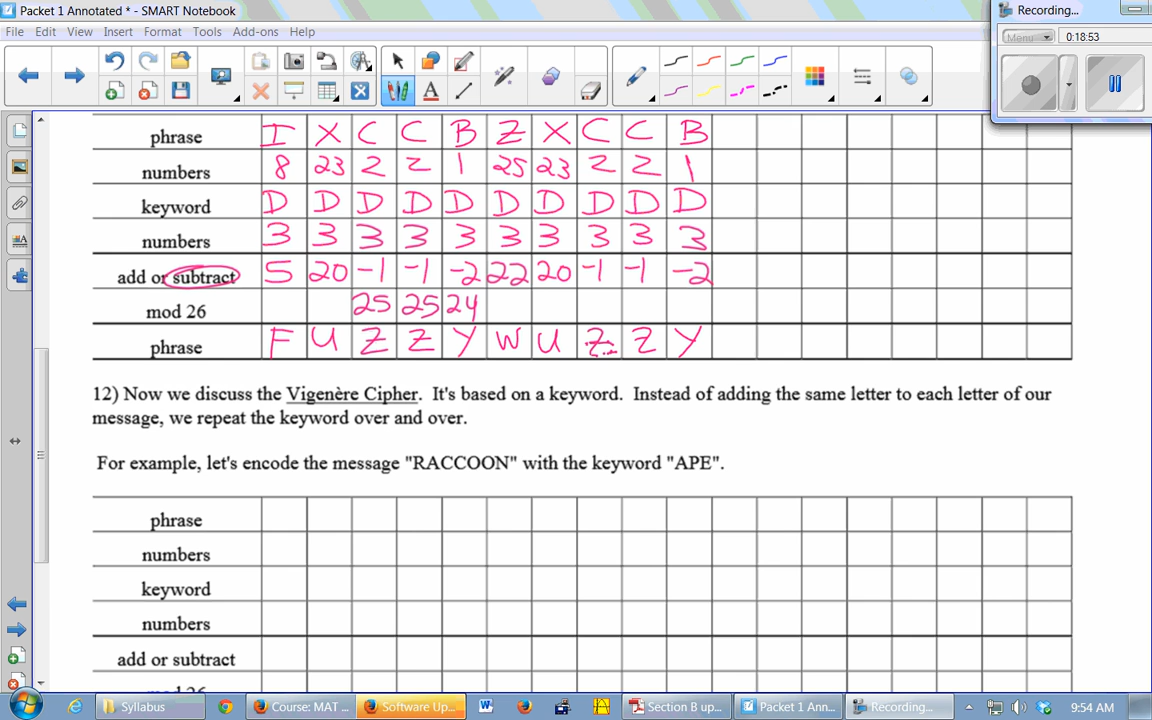 Packet 1 Annotated * - SMART Notebook
Recording...
File Edit View Insert Format Tools Add-ons Help
Menu
0:18:53
phrase I X C C B Z X C C B
numbers 8 23 2 2 1 25 23 2 2 1
keyword D D D D D D D D D D
numbers 3 3 3 3 3 3 3 3 3 3
add or subtract 5 20 -1 -1 -2 22 20 -1 -1 -2
mod 26 25 25 24
phrase F U Z Z Y W U Z Z Y
12) Now we discuss the Vigenère Cipher. It's based on a keyword. Instead of adding the same letter to each letter of our
message, we repeat the keyword over and over.
For example, let's encode the message "RACCOON" with the keyword "APE".
phrase
numbers
keyword
numbers
add or subtract
mod 26
Syllabus
Course: MAT ...
Software Up...
Section B up...
Packet 1 Ann...
Recording...
9:54 AM